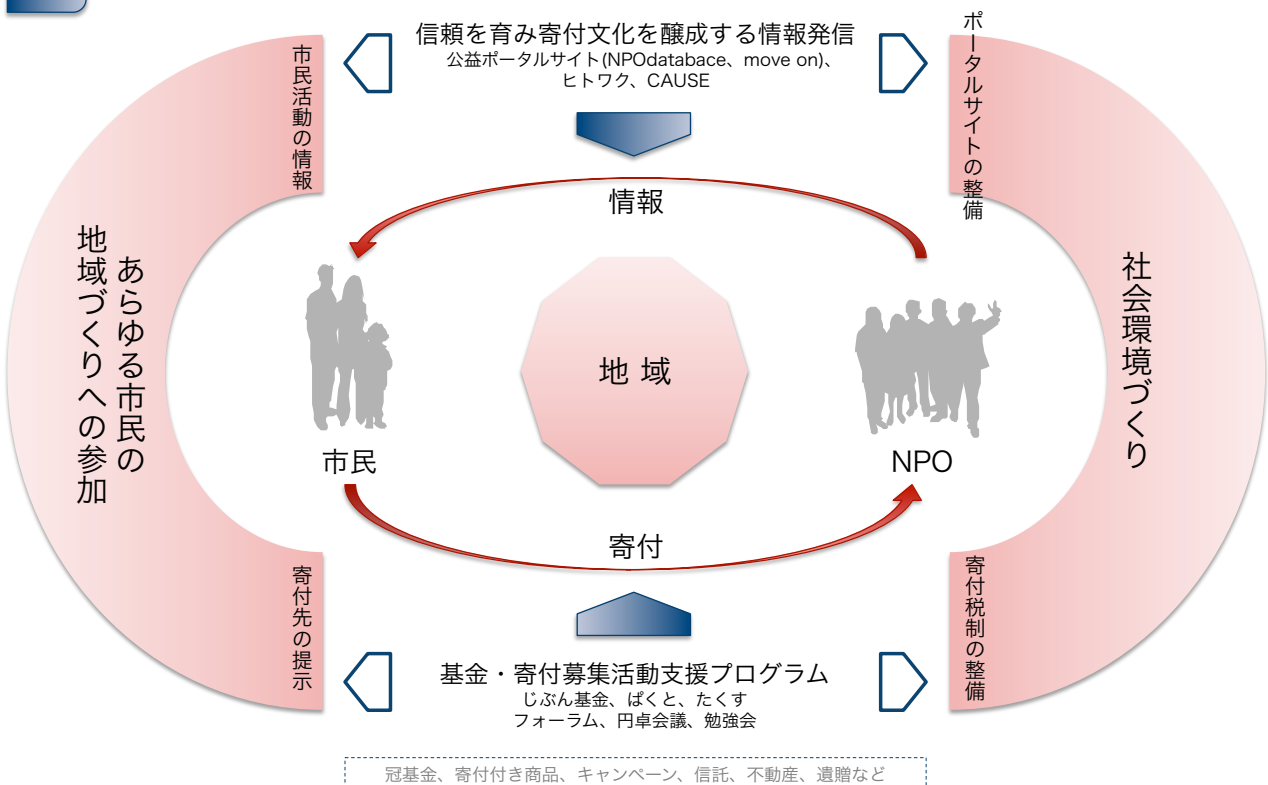 信頼を育み寄付文化を醸成する情報発信
公益ポータルサイト(NPOdatabace、move on)、
ヒトワク、CAUSE
市民活動の情報
ポータルサイトの整備
情報
あらゆる市民の
地域づくりへの参加
地域
社会環境づくり
市民
NPO
寄付
寄付先の提示
寄付税制の整備
基金・寄付募集活動支援プログラム
じぶん基金、ぱくと、たくす
フォーラム、円卓会議、勉強会
冠基金、寄付付き商品、キャンペーン、信託、不動産、遺贈など